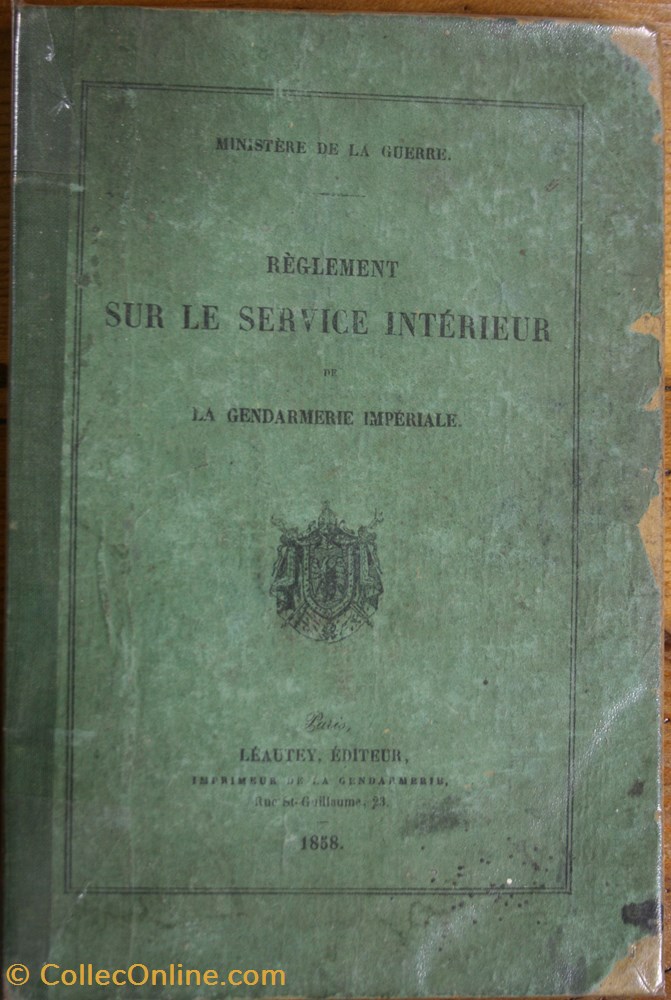 MINISTÈRE DE LA GUERRE.
RÈGLEMENT
SUR LE SERVICE INTÉRIEUR
DE
LA GENDARMERIE IMPÉRIALE.
Paris,
LÉAUTEY, ÉDITEUR,
IMPRIMEUR DE LA GENDARMERIE,
Rue St-Guillaume, 23.
1858.
© CollecOnline.com